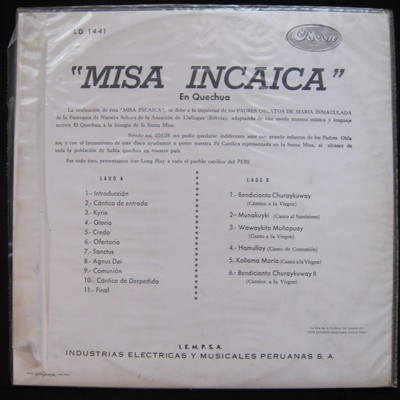 LD 1441
Odeon
"MISA INCAICA"
En Quechua
La realización de esta "MISA INCAICA", se debe a la inquietud de los PADRES OBLATOS DE MARIA INMACULADA
de la Parroquia de Nuestra Señora de la Asunción de Llallagua (Bolivia), adaptando de este modo nuestra música y lenguaje
nativo El Quechua, a la liturgia de la Santa Misa.
Siendo así, no podía quedarse indiferente ante tan grande esfuerzo de los Padres Obla-
tos, y con el lanzamiento de este disco ayudamos a poner nuestra Fé Católica representada en la Santa Misa, al alcance de
toda la población de habla quechua en nuestro país.
Por todo ésto, presentamos éste Long Play a todo el pueblo católico del PERU
LADO A
1.- Introducción
2.- Cántico de entrada
3.- Kyrie
4.- Gloria
5.- Credo
6.- Ofertorio
7.- Sanctus
8.- Agnus Dei
9.- Comunión
10.- Cántico de Despedida
11.- Final
LADO B
1.- Bendicionta Churaykuway
(Cántico a la Virgen)
2.- Munakuyki (Canto al Santísimo)
3.- Wawaykita Muñapuay
(Cántico a la Virgen)
4.- Hamullay (Canto de Comunión)
5.- Kollama María (Canto a la Virgen)
6.- Bendicionta Churaykuway II
(Cántico a la Virgen)
I. E. M. P. S. A.
INDUSTRIAS ELECTRICAS Y MUSICALES PERUANAS S. A.